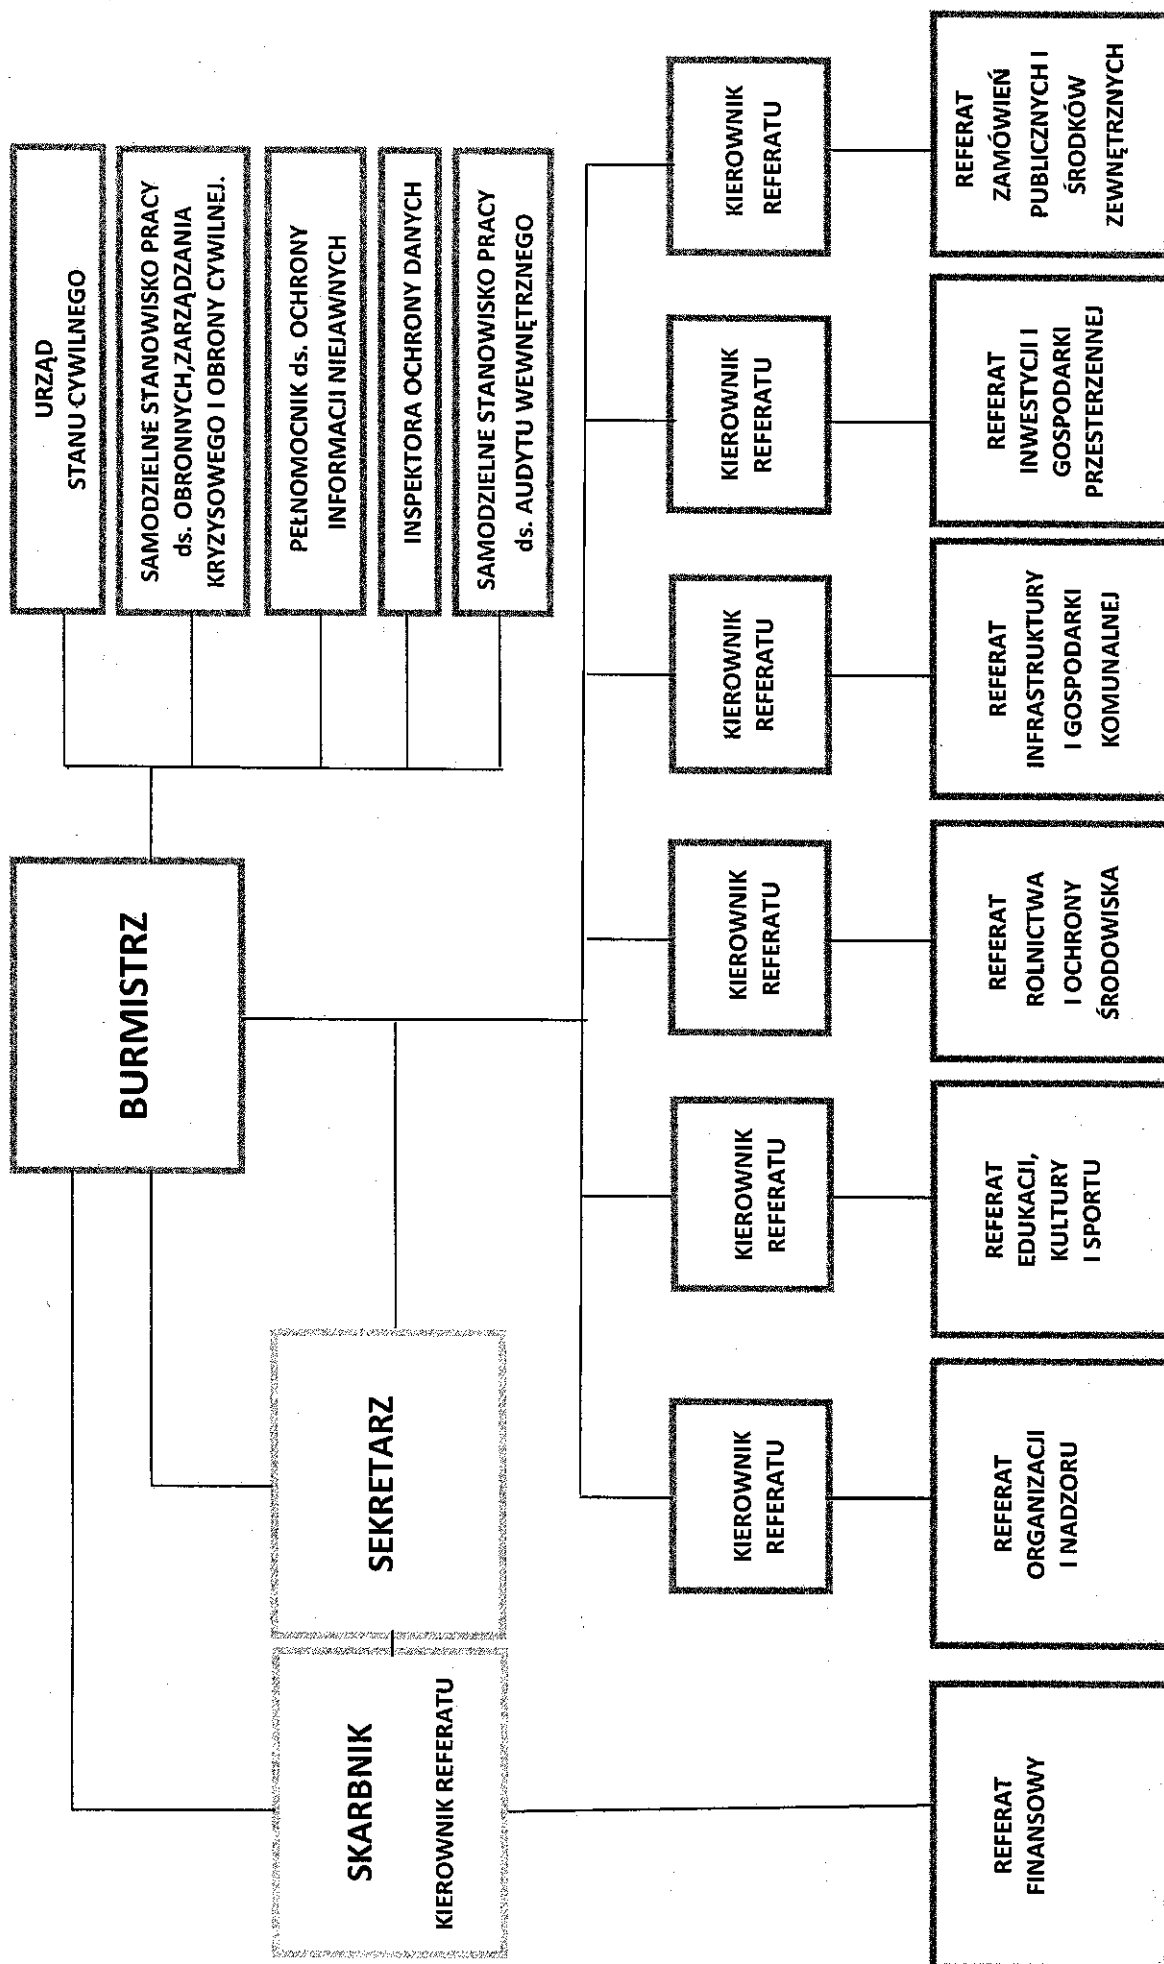 BURMISTRZ
URZĄD
STANU CYWILNEGO
SAMODZIELNE STANOWISKO PRACY
ds. OBRONNYCH,ZARZĄDZANIA
KRYZYSOWEGO I OBRONY CYWILNEJ.
PEŁNOMOCNIK ds. OCHRONY
INFORMACJI NIEJAWNYCH
INSPEKTORA OCHRONY DANYCH
SAMODZIELNE STANOWISKO PRACY
ds. AUDYTU WEWNĘTRZNEGO
SKARBNIK
KIEROWNIK REFERATU
SEKRETARZ
KIEROWNIK
REFERATU
KIEROWNIK
REFERATU
KIEROWNIK
REFERATU
KIEROWNIK
REFERATU
KIEROWNIK
REFERATU
KIEROWNIK
REFERATU
REFERAT
FINANSOWY
REFERAT
ORGANIZACI
I NADZORU
REFERAT
EDUKACJI,
KULTURY
I SPORTU
REFERAT
ROLNICTWA
I OCHRONY
ŚRODOWISKA
REFERAT
INFRASTRUKTURY
I GOSPODARKI
KOMUNALNEJ
REFERAT
INWESTYCJI I
GOSPODARKI
PRZESTERZENNEJ
REFERAT
ZAMÓWIEŃ
PUBLICZNYCH I
ŚRODKÓW
ZEWNĘTRZNYCH